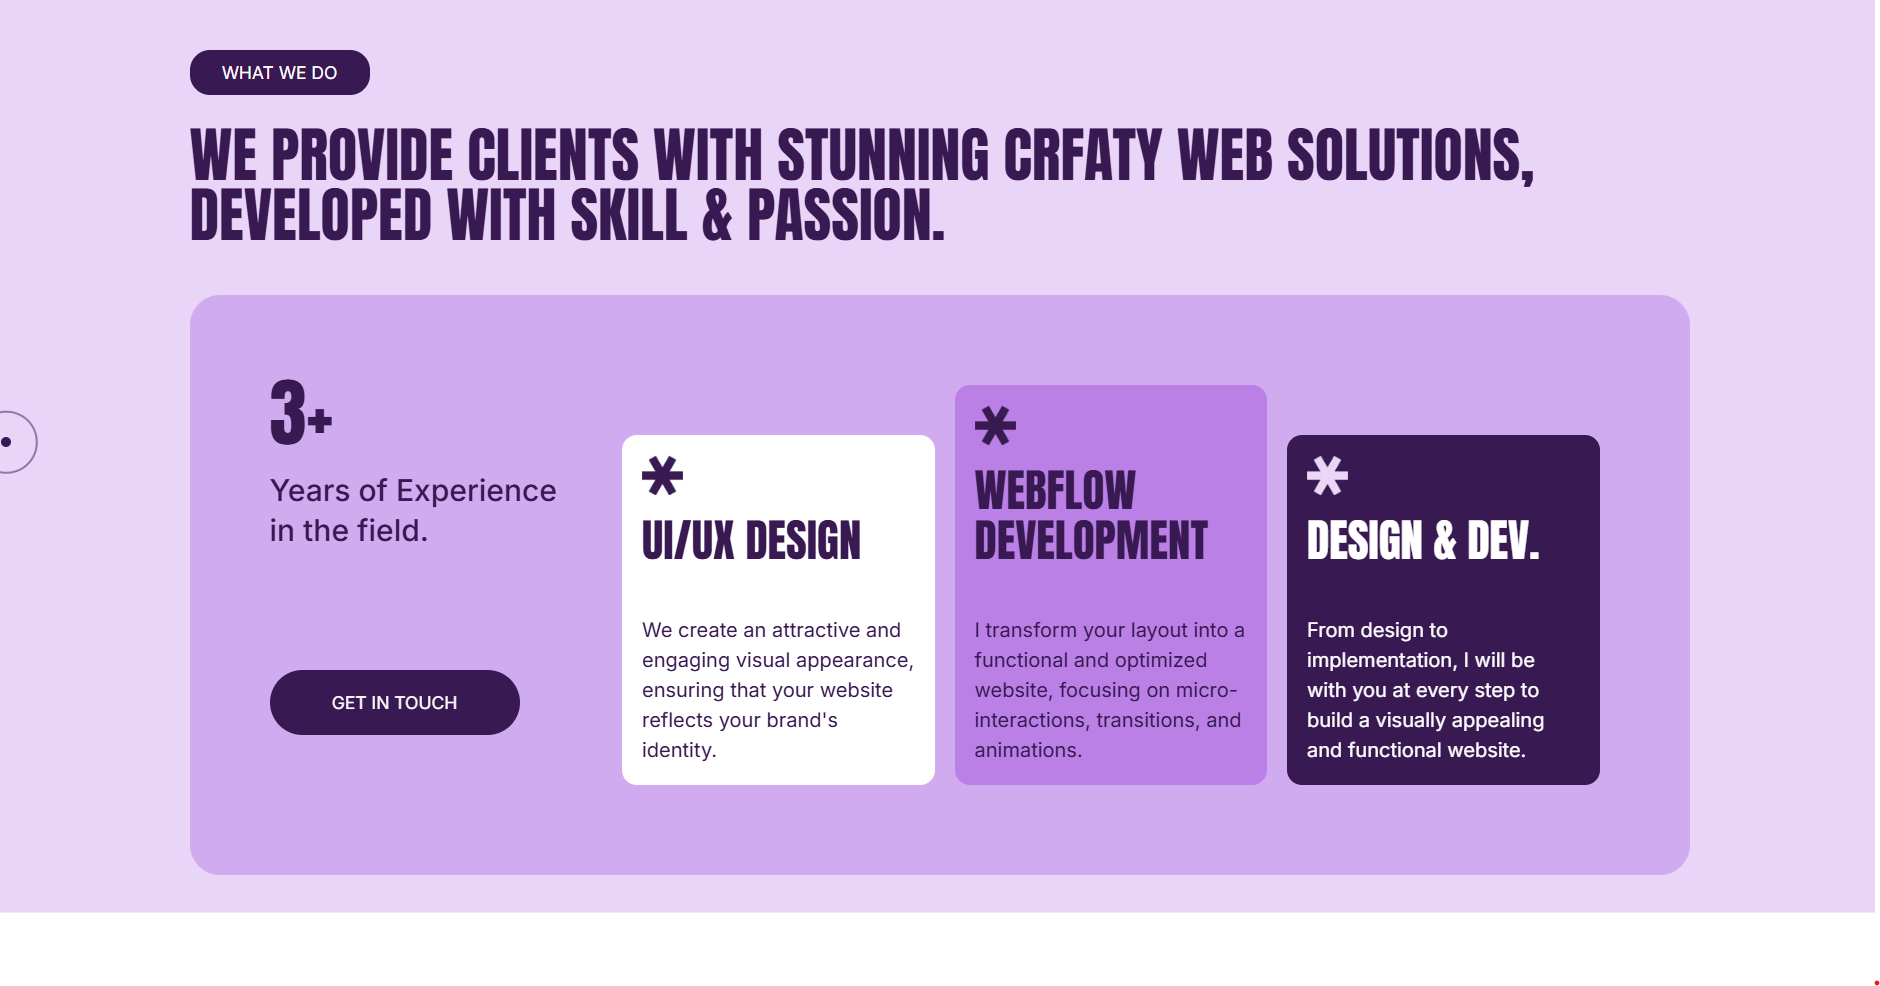 WHAT WE DO
WE PROVIDE CLIENTS WITH STUNNING CRFATY WEB SOLUTIONS,
DEVELOPED WITH SKILL & PASSION.
3+
Years of Experience
in the field.
GET IN TOUCH
UI/UX DESIGN
We create an attractive and
engaging visual appearance,
ensuring that your website
reflects your brand's
identity.
WEBFLOW
DEVELOPMENT
I transform your layout into a
functional and optimized
website, focusing on micro-
interactions, transitions, and
animations.
DESIGN & DEV.
From design to
implementation, I will be
with you at every step to
build a visually appealing
and functional website.